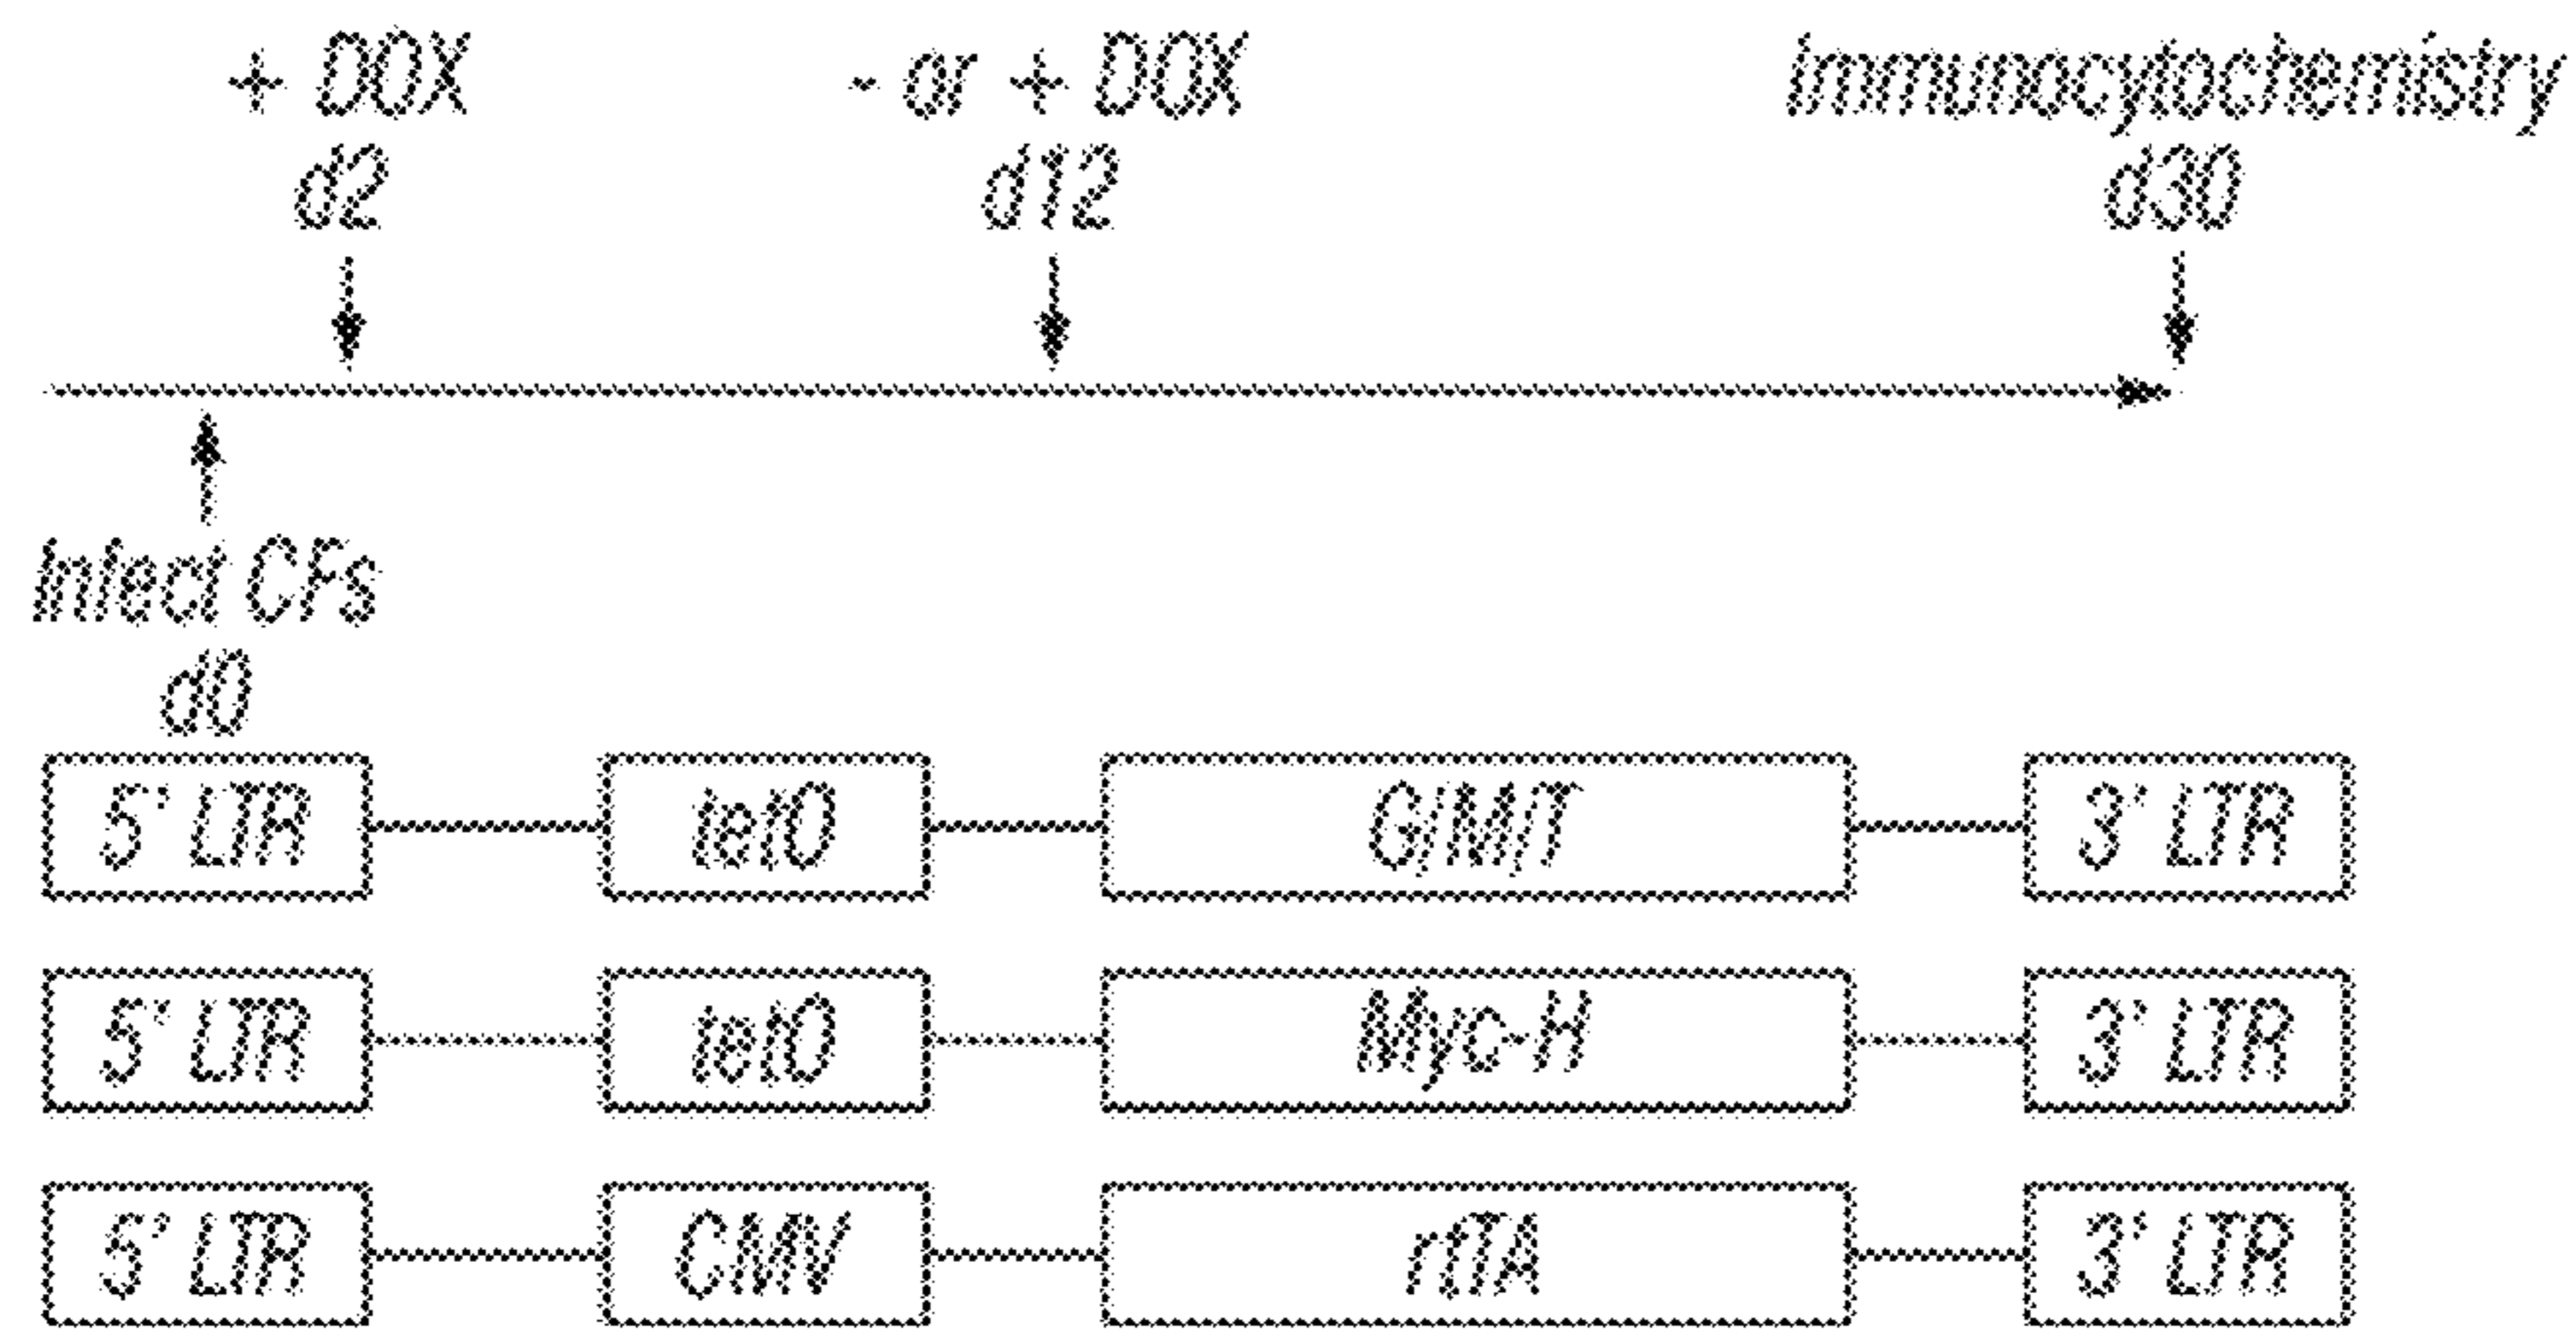 + DOX
d2
- or + DOX
d12
immunocytochemistry
d30
Infect CFs
d0
5' LTR tetO G/M/T 3' LTR
5' LTR tetO Myc-H 3' LTR
5' LTR CMV rtTA 3' LTR